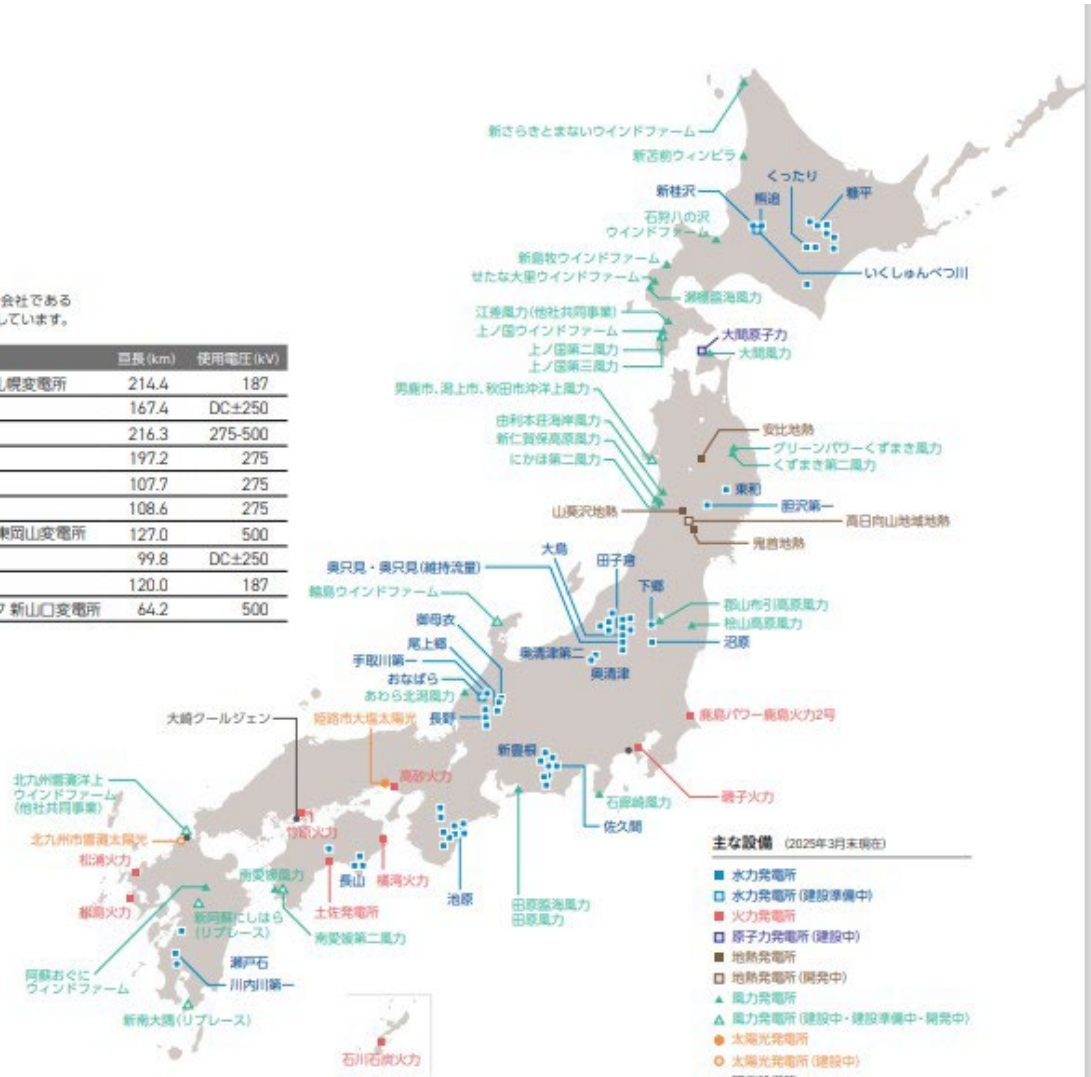 会社である
しています。
亘長(km) 使用電圧(kV)
札幌変電所 214.4 187
167.4 DC±250
216.3 275-500
197.2 275
107.7 275
108.6 275
東岡山変電所 127.0 500
99.8 DC±250
120.0 187
新山口変電所 64.2 500
新さらきとまないウインドファーム
新苫前ウィンビラ
くったり
新桂沢
熊追
糠平
石狩八の沢
ウインドファーム
新島牧ウインドファーム
いくしゅんべつ川
せたな大里ウインドファーム
瀬棚臨海風力
江差風力(他社共同事業)
上ノ国ウインドファーム
大間原子力
上ノ国第二風力
大間風力
上ノ国第三風力
男鹿市、潟上市、秋田市沖洋上風力
由利本荘海岸風力
安比地熱
新仁賀保高原風力
グリーンパワーくずまき風力
にかほ第二風力
くずまき第二風力
東和
胆沢第一
山葵沢地熱
高日向山地域地熱
鬼首地熱
大鳥
田子倉
奥只見・奥只見(維持流量)
下郷
輪島ウインドファーム
郡山布引高原風力
御母衣
桧山高原風力
尾上郷
沼原
手取川第一
奥清津第二
おなばら
奥清津
あわら北潟風力
大崎クールジェン
姫路市大塩太陽光
長野
鹿島パワー鹿島火力2号
新豊根
北九州響灘洋上
ウインドファーム
(他社共同事業)
高砂火力
石廊崎風力
磯子火力
佐久間
竹原火力
北九州市響灘太陽光
松浦火力
南愛媛風力
長山
橘湾火力
池原
松島火力
土佐発電所
田原臨海風力
田原風力
新阿蘇にしはら
(リプレース)
南愛媛第二風力
瀬戸石
阿蘇おぐに
ウィンドファーム
川内川第一
新南大隅(リプレース)
石川石炭火力
主な設備 (2025年3月末現在)
水力発電所
水力発電所(建設準備中)
火力発電所
原子力発電所(建設中)
地熱発電所
地熱発電所(開発中)
風力発電所
風力発電所(建設中・建設準備中・開発中)
太陽光発電所
太陽光発電所(建設中)